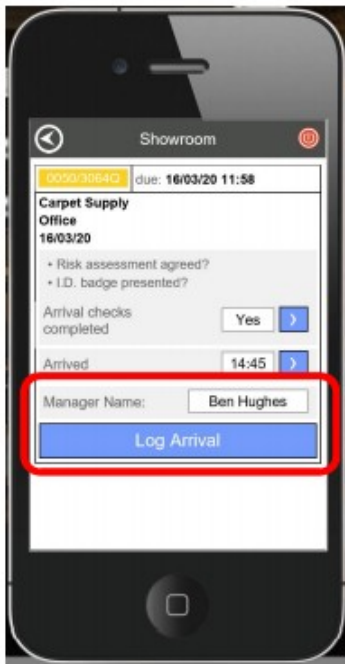 Showroom
0050/3064Q due: 16/03/20 11:58
Carpet Supply
Office
16/03/20
• Risk assessment agreed?
• I.D. badge presented?
Arrival checks
completed
Yes
Arrived 14:45
Manager Name: Ben Hughes
Log Arrival